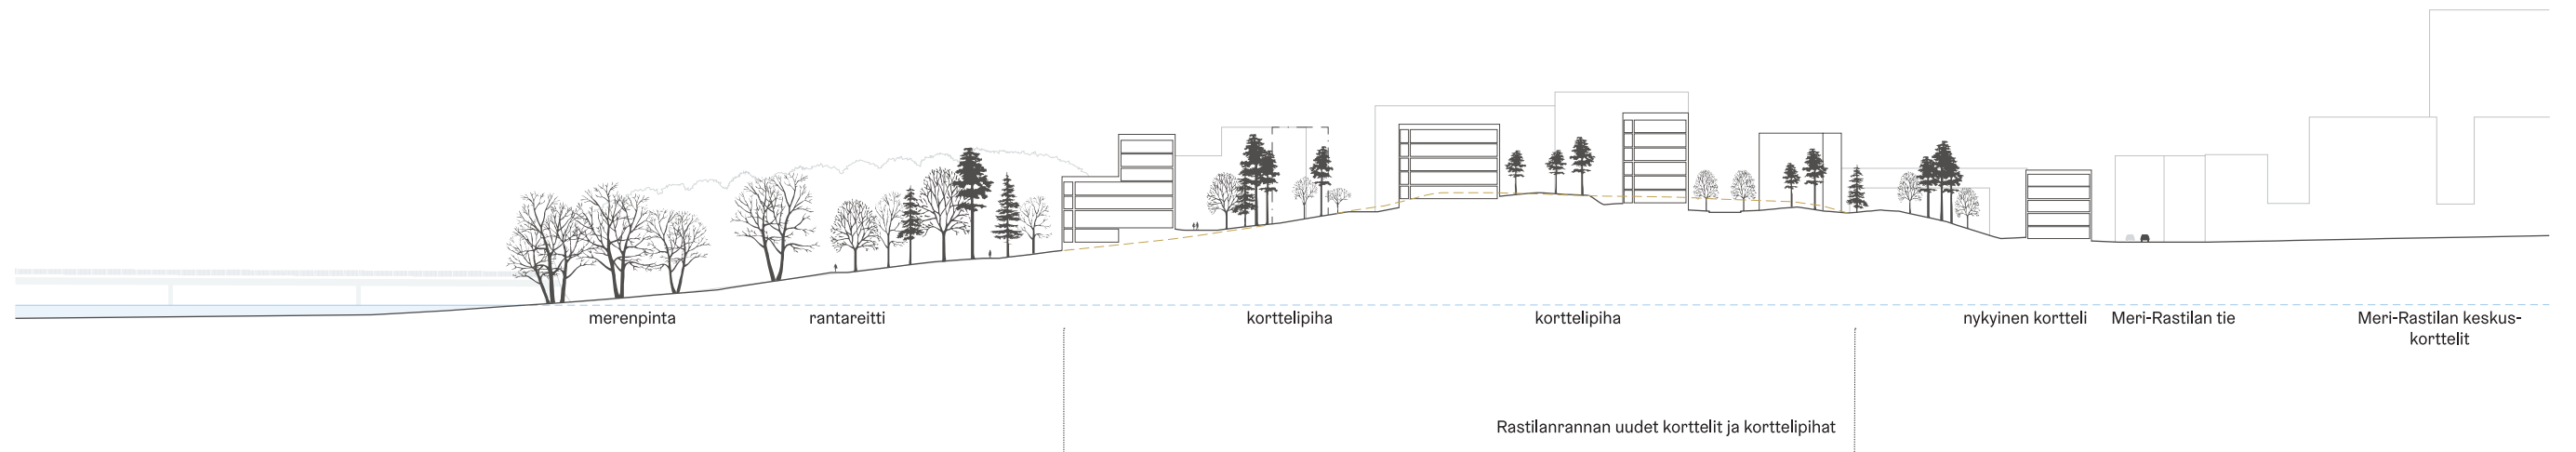 merenpinta
rantareitti
korttelipiha
korttelipiha
nykyinen kortteli
Meri-Rastilan tie
Meri-Rastilan keskus-
korttelit
Rastilanrannan uudet korttelit ja korttelipihat